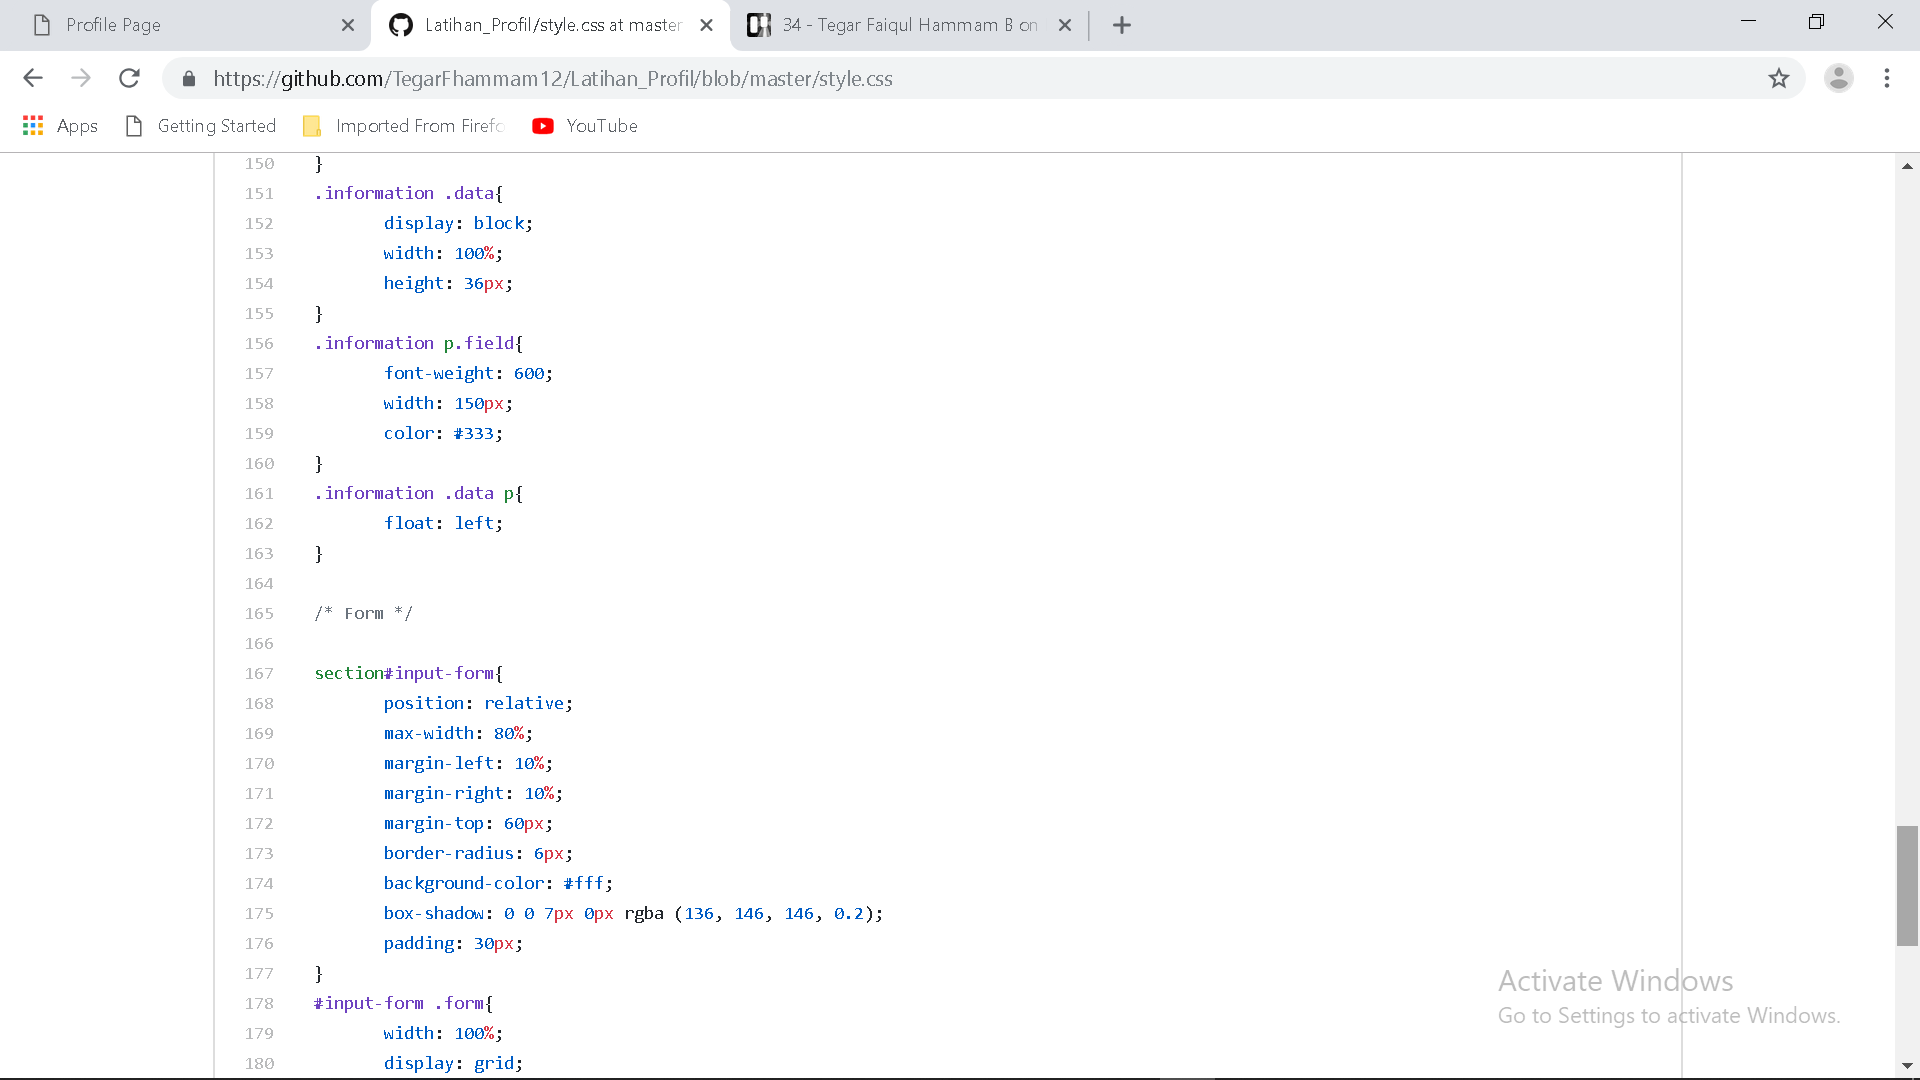 Profile Page
Latihan_Profil/style.css at master
34 - Tegar Faiqul Hammam B on
https://github.com/TegarFhammam12/Latihan_Profil/blob/master/style.css
Apps
Getting Started
Imported From Firefo
YouTube
150 }
151 .information .data{
152 display: block;
153 width: 100%;
154 height: 36px;
155 }
156 .information p.field{
157 font-weight: 600;
158 width: 150px;
159 color: #333;
160 }
161 .information .data p{
162 float: left;
163 }
164
165 /* Form */
166
167 section#input-form{
168 position: relative;
169 max-width: 80%;
170 margin-left: 10%;
171 margin-right: 10%;
172 margin-top: 60px;
173 border-radius: 6px;
174 background-color: #fff;
175 box-shadow: 0 0 7px 0px rgba (136, 146, 146, 0.2);
176 padding: 30px;
177 }
178 #input-form .form{
179 width: 100%;
180 display: grid;
Activate Windows
Go to Settings to activate Windows.